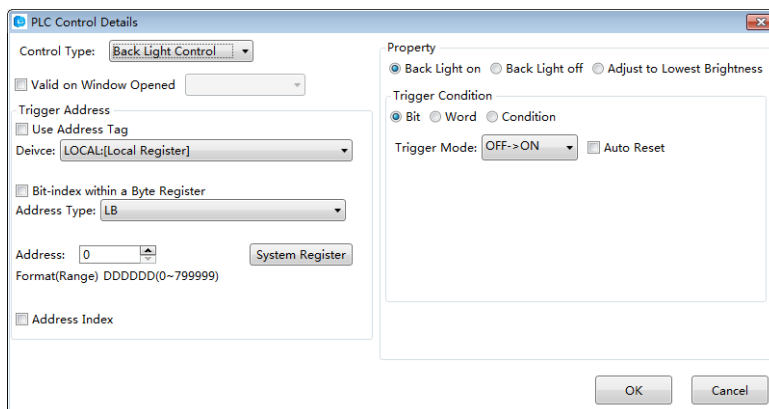 PLC Control Details
Control Type: Back Light Control
Valid on Window Opened
Trigger Address
Use Address Tag
Deivce: LOCAL:[Local Register]
Bit-index within a Byte Register
Address Type: LB
Address: 0 System Register
Format(Range) DDDDDD(0~799999)
Address Index
Property
Back Light on Back Light off Adjust to Lowest Brightness
Trigger Condition
Bit Word Condition
Trigger Mode: OFF->ON Auto Reset
OK Cancel